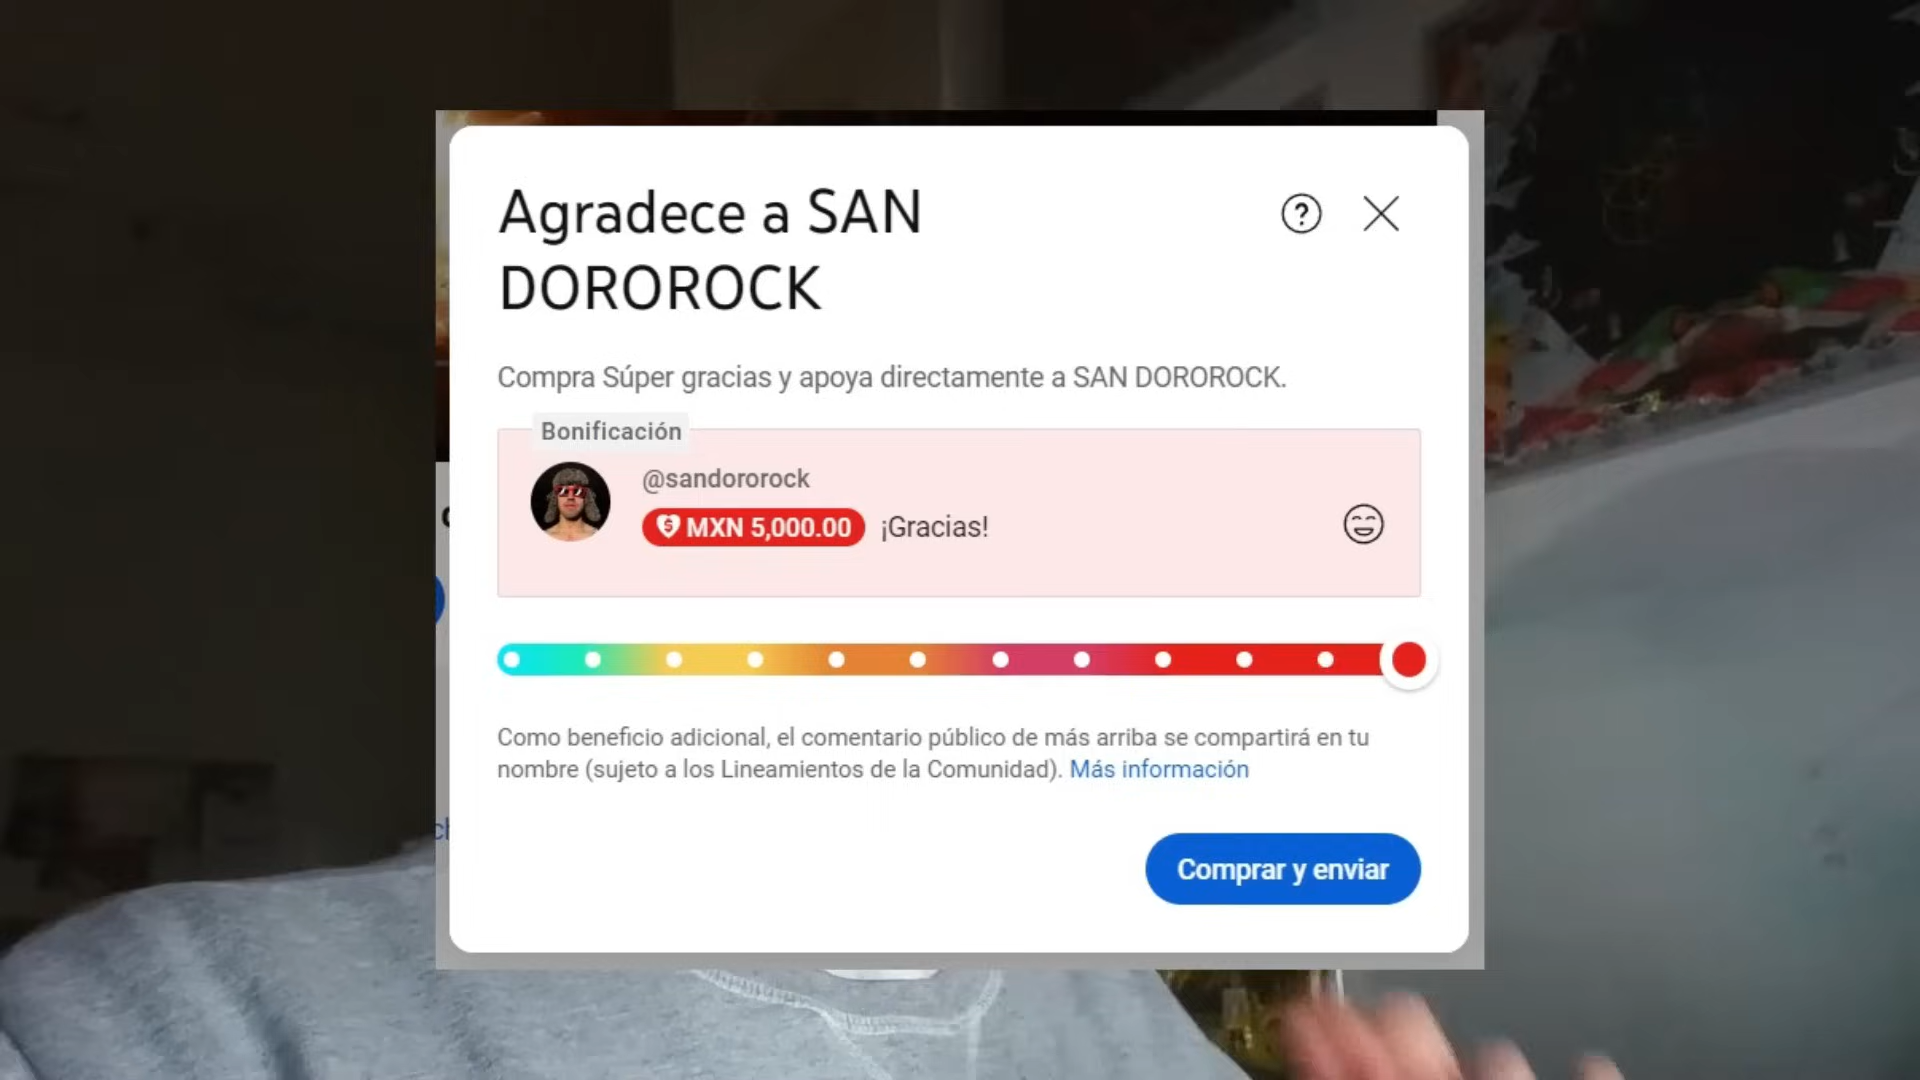 Agradece a SAN
DOROROCK
Compra Súper gracias y apoya directamente a SAN DOROROCK.
Bonificación
@sandororock
MXN 5,000.00 ¡Gracias!
Como beneficio adicional, el comentario público de más arriba se compartirá en tu
nombre (sujeto a los Lineamientos de la Comunidad). Más información
Comprar y enviar